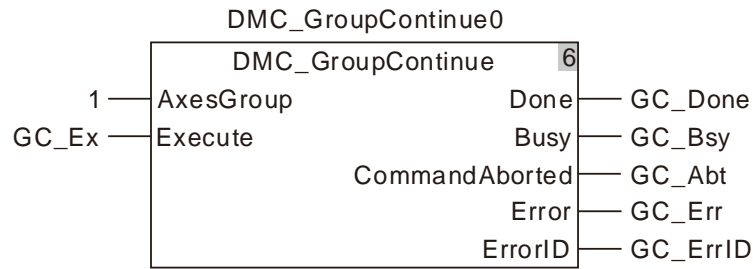 DMC_GroupContinue0
DMC_GroupContinue 6
1 AxesGroup Done GC_Done
GC_Ex Execute Busy GC_Bsy
CommandAborted GC_Abt
Error GC_Err
ErrorID GC_ErrID